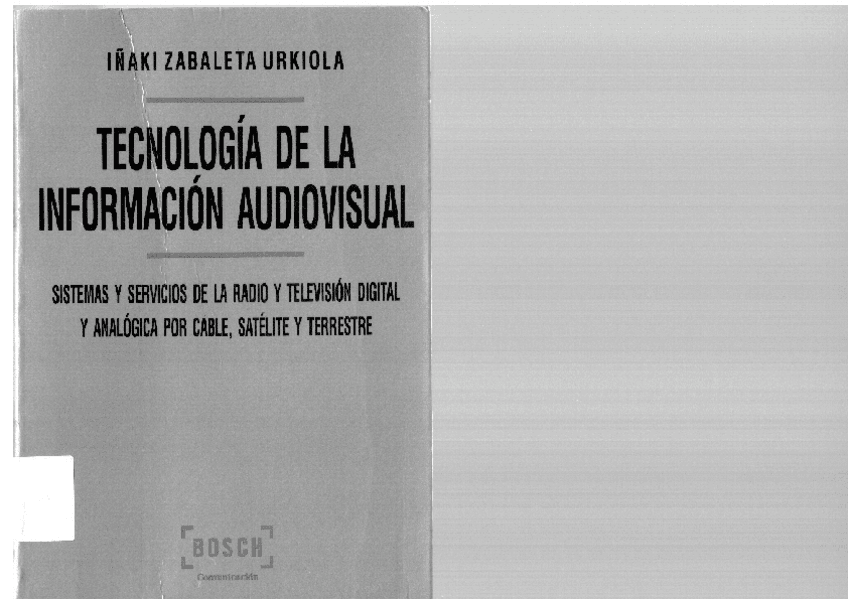 IÑAKI ZABALETA URKIOLA
TECNOLOGÍA DE LA
INFORMACIÓN AUDIOVISUAL
SISTEMAS Y SERVICIOS DE LA RADIO Y TELEVISIÓN DIGITAL
Y ANALÓGICA POR CABLE, SATÉLITE Y TERRESTRE
BOSCH
Comunicación